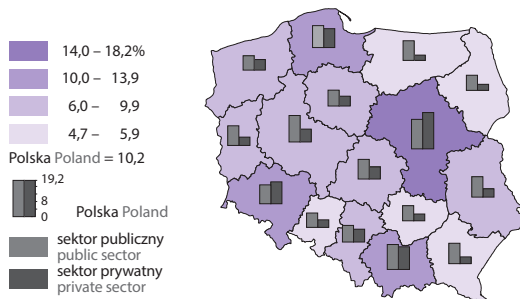 14,0 – 18,2%
10,0 – 13,9
6,0 – 9,9
4,7 – 5,9
Polska Poland = 10,2
19,2
8
0
Polska Poland
sektor publiczny
public sector
sektor prywatny
private sector